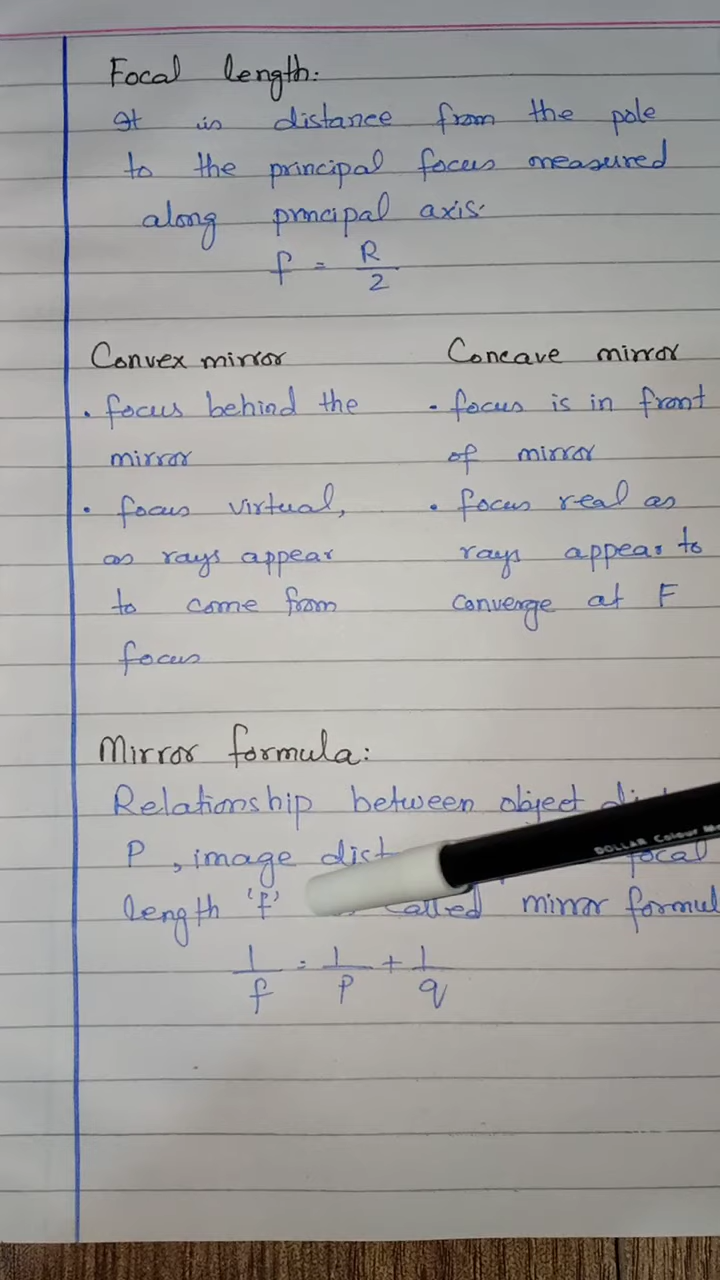 Focal length:
It is distance from the pole
to the principal focus measured
along principal axis.
f = R/2
Convex mirror
• focus behind the
mirror
• focus virtual,
as rays appear
to come from
focus
Concave mirror
• focus is in front
of mirror
• focus real as
rays appear to
converge at F
Mirror formula:
Relationship between object
P, image focal
length 'f' called mirror formul
1/f = 1/p + 1/q
DOLLAR Colour